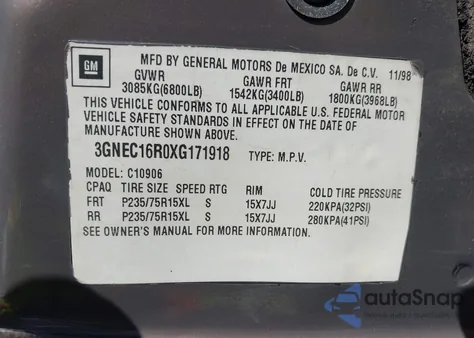 GM
MFD BY GENERAL MOTORS De MEXICO SA. De C.V. 11/98
GVWR GAWR FRT GAWR RR
3085KG(6800LB) 1542KG(3400LB) 1800KG(3968LB)
THIS VEHICLE CONFORMS TO ALL APPLICABLE U.S. FEDERAL MOTOR
VEHICLE SAFETY STANDARDS IN EFFECT ON THE DATE OF
MANUFACTURE SHOWN ABOVE.
3GNEC16R0XG171918 TYPE: M.P.V.
MODEL: C10906
CPAQ TIRE SIZE SPEED RTG RIM COLD TIRE PRESSURE
FRT P235/75R15XL S 15X7JJ 220KPA(32PSI)
RR P235/75R15XL S 15X7JJ 280KPA(41PSI)
SEE OWNER'S MANUAL FOR MORE INFORMATION.
autoSnap